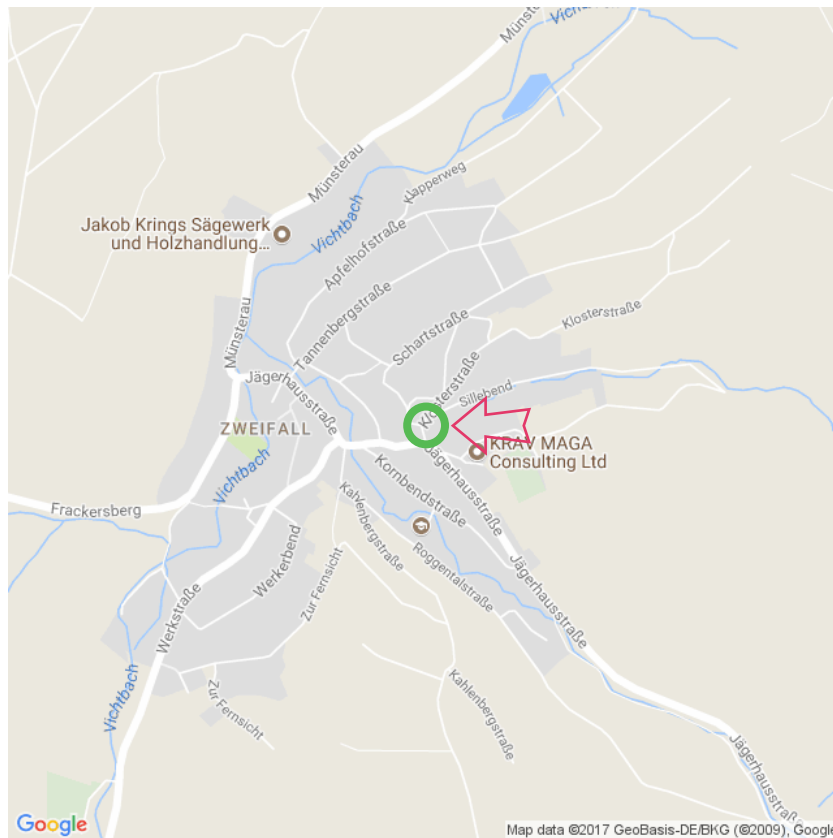 Münsterau
Münsterau
Klapperweg
Vichtbach
Jakob Krings Sägewerk
und Holzhandlung...
Apfelhofstraße
Tannenbergstraße
Klosterstraße
Schartstraße
Münsterau
Jägerhausstraße
Klosterstraße
Sillebend
ZWEIFALL
KRAV MAGA
Consulting Ltd
Jägerhausstraße
Kornbendstraße
Vichtbach
Kahlenbergstraße
Frackersberg
Werkerbend
Roggentalstraße
Jägerhausstraße
Zur Fernsicht
Werkstraße
Vichtbach
Zur Fernsicht
Kahlenbergstraße
Jägerhausstraße
Google
Map data ©2017 GeoBasis-DE/BKG (©2009), Google